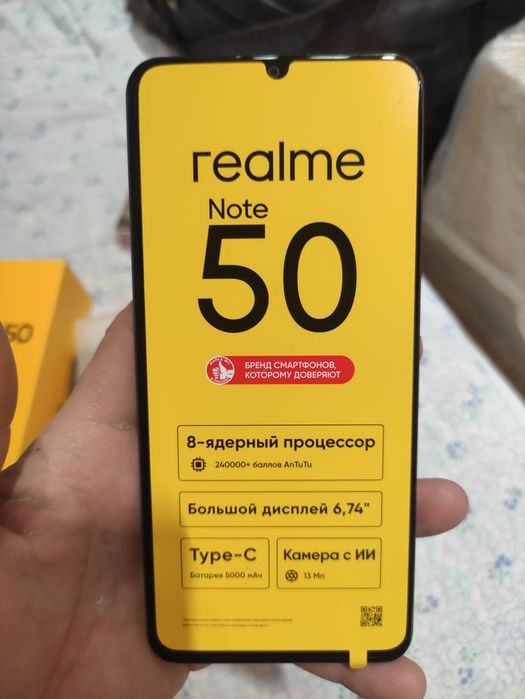 realme
Note
50
БРЕНД СМАРТФОНОВ,
КОТОРОМУ ДОВЕРЯЮТ
8-ядерный процессор
240000+ баллов AnTuTu
Большой дисплей 6,74"
Type-C
Батарея 5000 мАч
Камера с ИИ
13 Мп
50